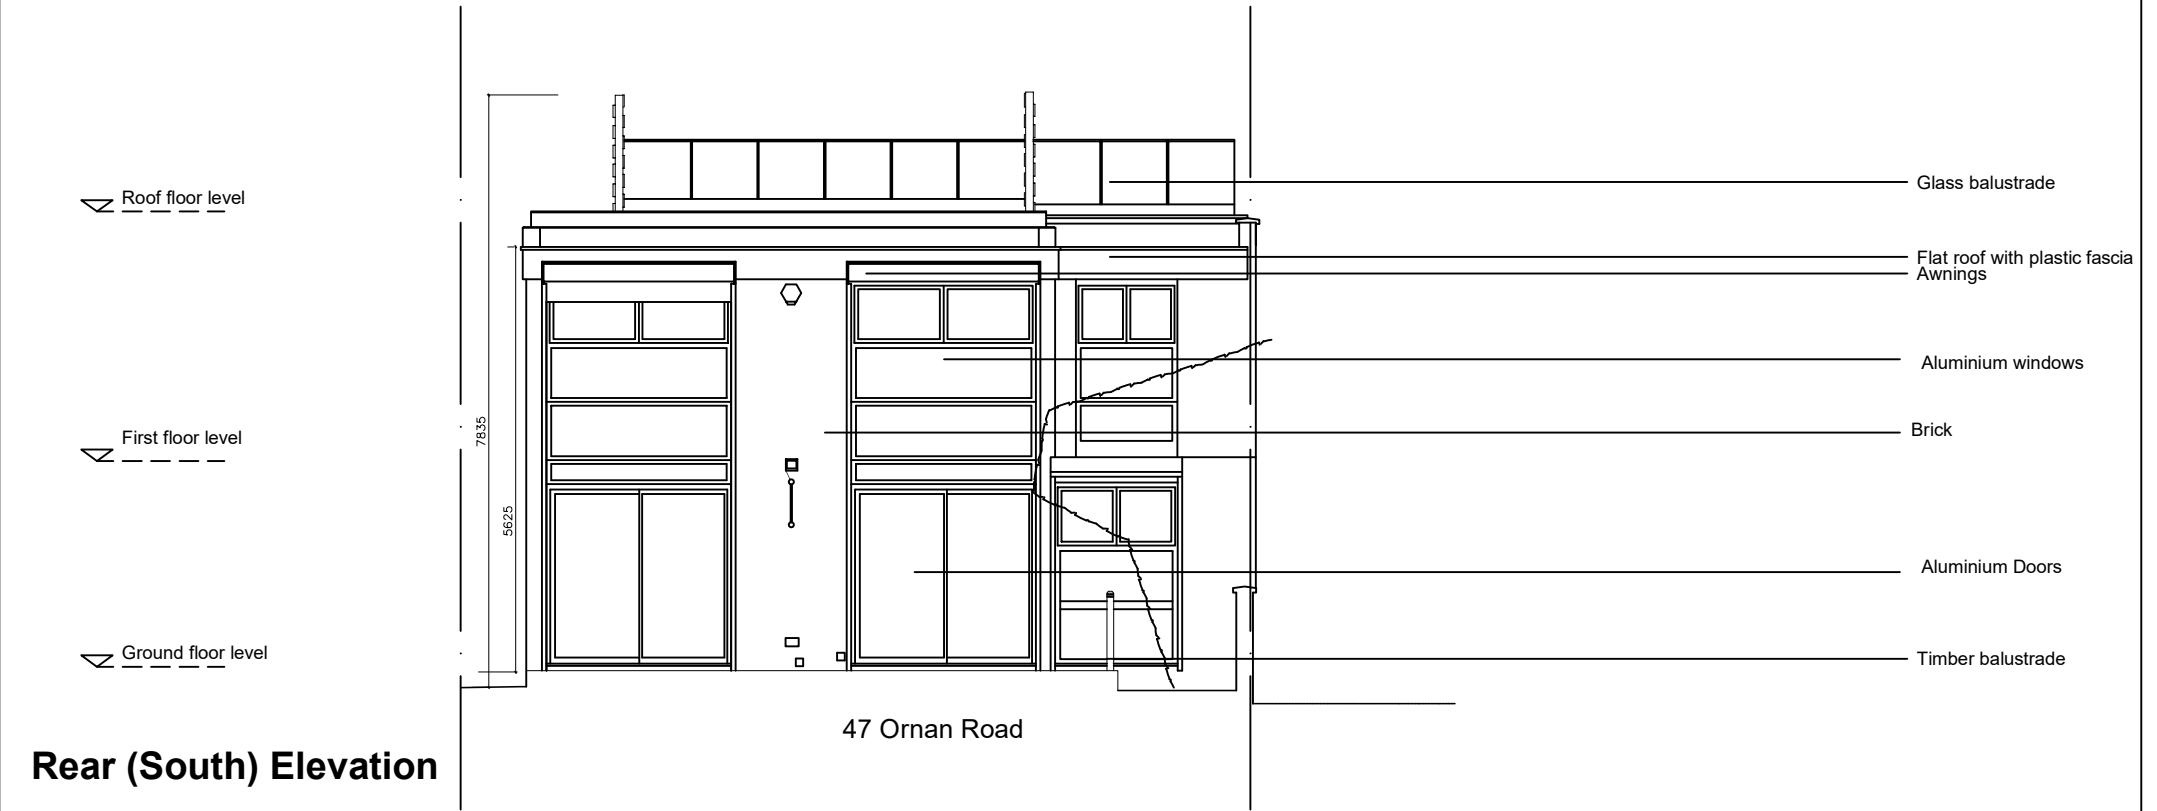 Roof floor level
Glass balustrade
Flat roof with plastic fascia
Awnings
Aluminium windows
First floor level
7835
Brick
5625
Aluminium Doors
Ground floor level
Timber balustrade
47 Ornan Road
Rear (South) Elevation